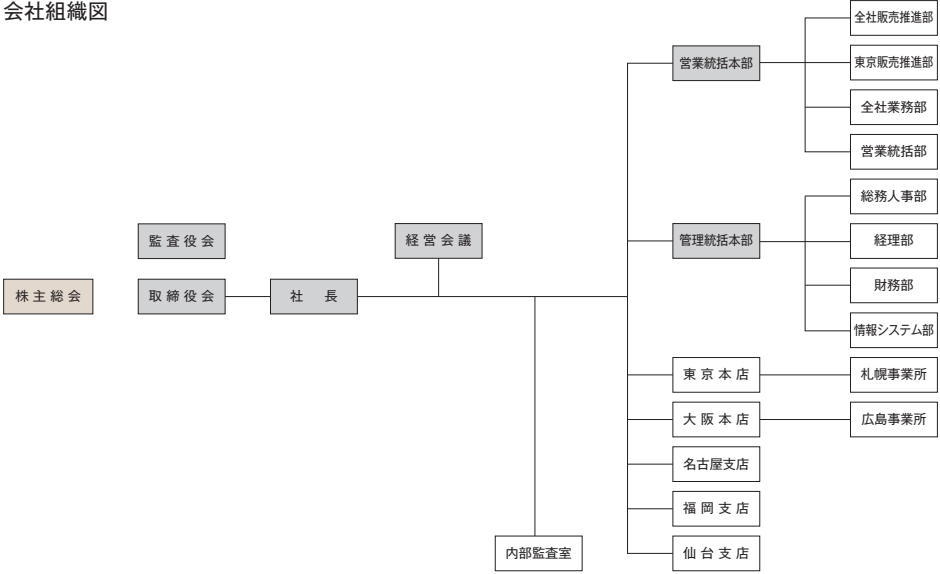 会社組織図
株主総会
監査役会
取締役会
社長
経営会議
内部監査室
営業統括本部
全社販売推進部
東京販売推進部
全社業務部
営業統括部
管理統括本部
総務人事部
経理部
財務部
情報システム部
東京本店
札幌事業所
大阪本店
広島事業所
名古屋支店
福岡支店
仙台支店